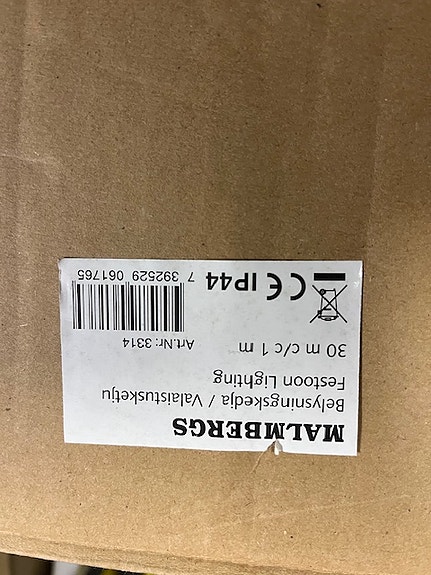 MALMBERGS
Belysningskedja / Valaistusketju
Festoon Lighting
30 m c/c 1 m
Art.Nr: 3314
CE IP44
7 392529 061765